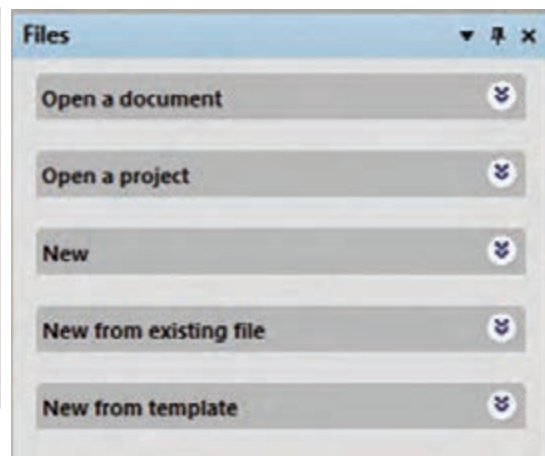 Files
Open a document
Open a project
New
New from existing file
New from template